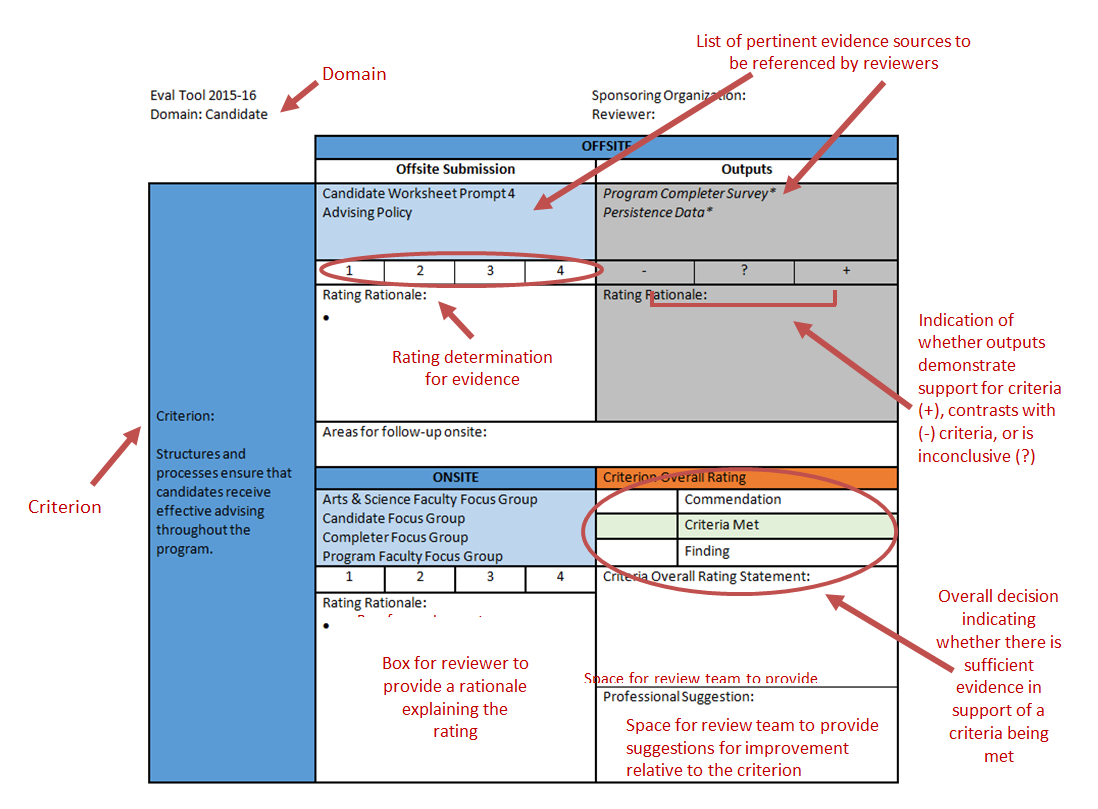 List of pertinent evidence sources to
be referenced by reviewers
Domain
Eval Tool 2015-16
Domain: Candidate
Sponsoring Organization:
Reviewer:
OFFSITE
Offsite Submission
Outputs
Candidate Worksheet Prompt 4
Advising Policy
Program Completer Survey*
Persistence Data*
1 2 3 4
- ? +
Rating Rationale:
•
Rating Rationale:
Rating determination
for evidence
Indication of
whether outputs
demonstrate
support for criteria
(+), contrasts with
(-) criteria, or is
inconclusive (?)
Criterion:
Structures and
processes ensure that
candidates receive
effective advising
throughout the
program.
Criterion
Areas for follow-up onsite:
ONSITE
Arts & Science Faculty Focus Group
Candidate Focus Group
Completer Focus Group
Program Faculty Focus Group
Criterion Overall Rating
Commendation
Criteria Met
Finding
1 2 3 4
Rating Rationale:
•
Criteria Overall Rating Statement:
Box for reviewer to
provide a rationale
explaining the
rating
Space for review team to provide
Professional Suggestion:
Space for review team to provide
suggestions for improvement
relative to the criterion
Overall decision
indicating
whether there is
sufficient
evidence in
support of a
criteria being
met